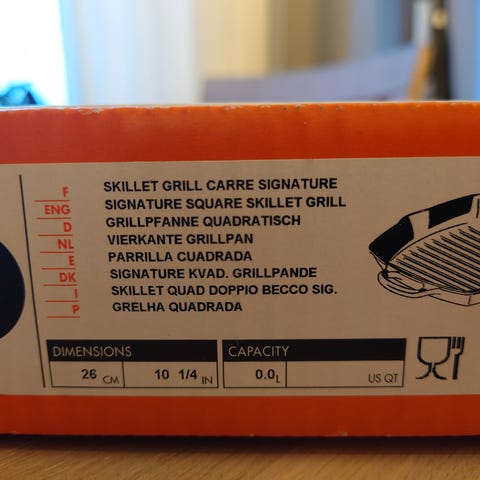 F SKILLET GRILL CARRE SIGNATURE
ENG SIGNATURE SQUARE SKILLET GRILL
D GRILLPFANNE QUADRATISCH
NL VIERKANTE GRILLPAN
E PARRILLA CUADRADA
DK SIGNATURE KVAD. GRILLPANDE
I SKILLET QUAD DOPPIO BECCO SIG.
P GRELHA QUADRADA
DIMENSIONS CAPACITY
26 CM 10 1/4 IN 0.0 L US QT